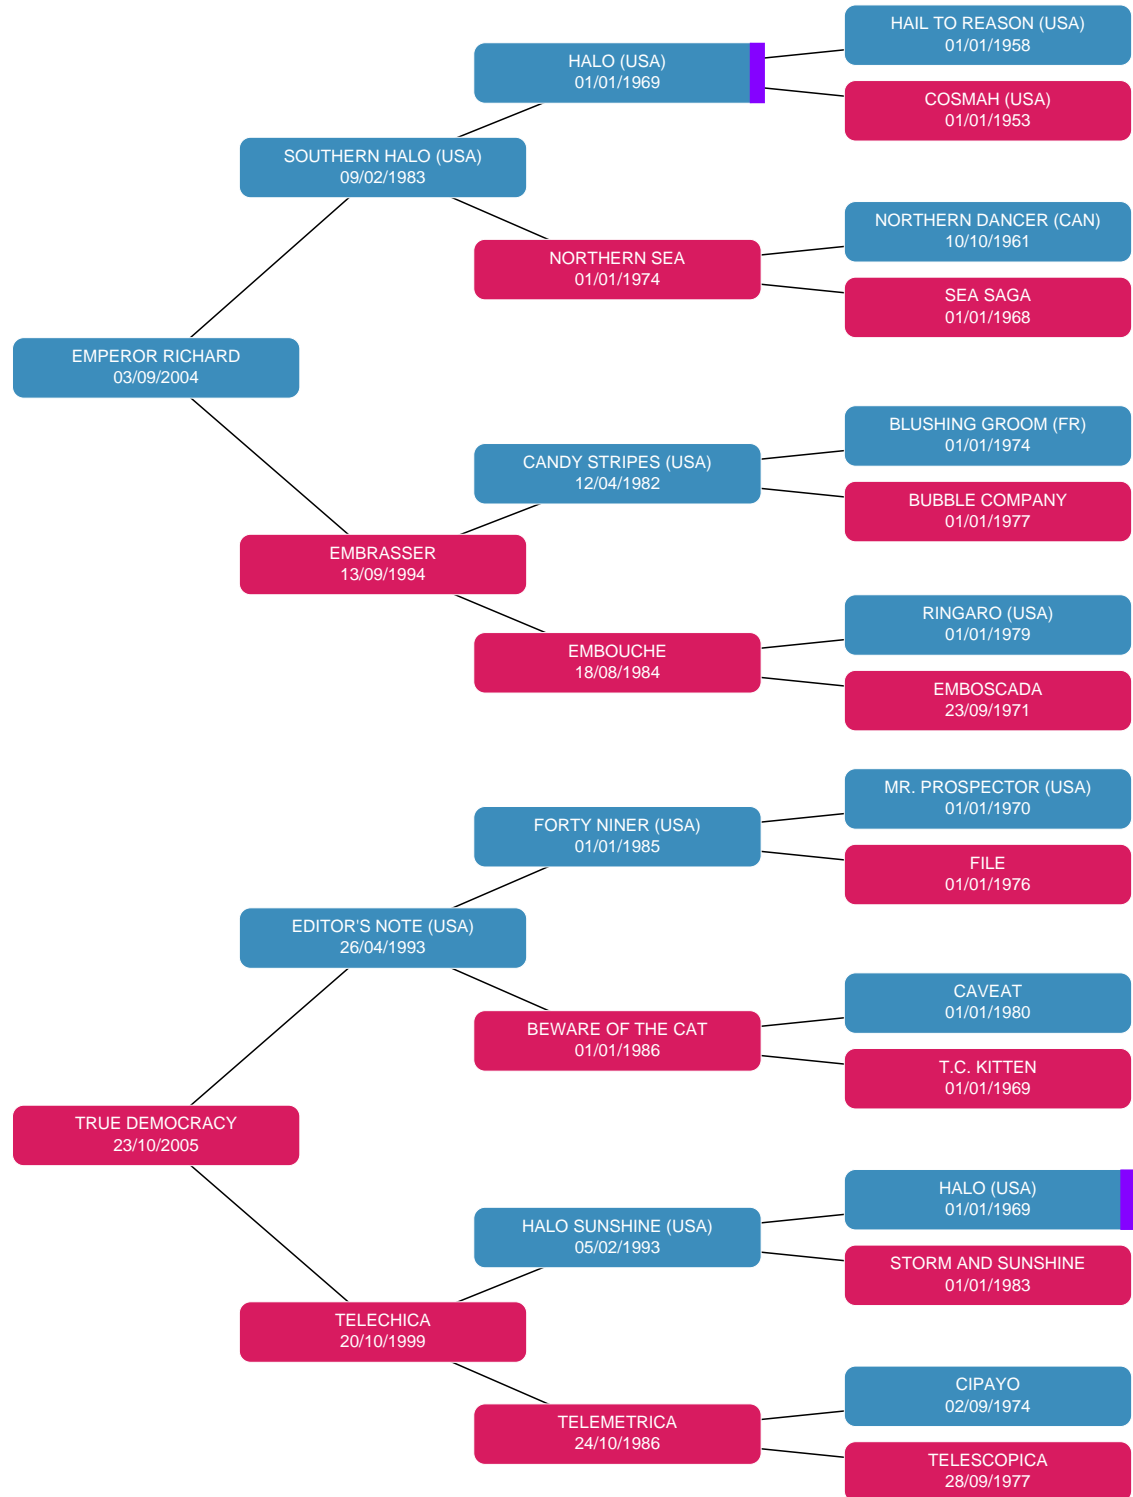 HAIL TO REASON (USA)
01/01/1958
HALO (USA)
01/01/1969
COSMAH (USA)
01/01/1953
SOUTHERN HALO (USA)
09/02/1983
NORTHERN DANCER (CAN)
10/10/1961
NORTHERN SEA
01/01/1974
SEA SAGA
01/01/1968
EMPEROR RICHARD
03/09/2004
BLUSHING GROOM (FR)
01/01/1974
CANDY STRIPES (USA)
12/04/1982
BUBBLE COMPANY
01/01/1977
EMBRASSER
13/09/1994
RINGARO (USA)
01/01/1979
EMBOUCHE
18/08/1984
EMBOSCADA
23/09/1971
MR. PROSPECTOR (USA)
01/01/1970
FORTY NINER (USA)
01/01/1985
FILE
01/01/1976
EDITOR'S NOTE (USA)
26/04/1993
CAVEAT
01/01/1980
BEWARE OF THE CAT
01/01/1986
T.C. KITTEN
01/01/1969
TRUE DEMOCRACY
23/10/2005
HALO (USA)
01/01/1969
HALO SUNSHINE (USA)
05/02/1993
STORM AND SUNSHINE
01/01/1983
TELECHICA
20/10/1999
CIPAYO
02/09/1974
TELEMETRICA
24/10/1986
TELESCOPICA
28/09/1977